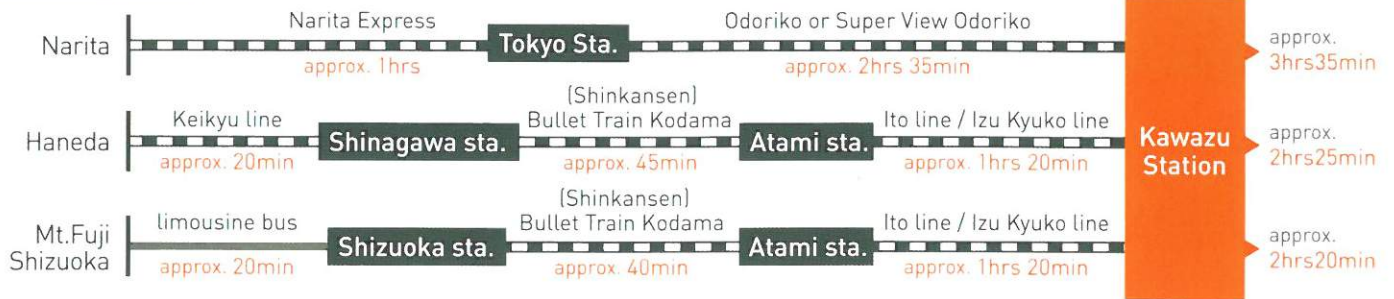 Narita
Narita Express
approx. 1hrs
Tokyo Sta.
Odoriko or Super View Odoriko
approx. 2hrs 35min
approx.
3hrs35min
Haneda
Keikyu line
approx. 20min
Shinagawa sta.
(Shinkansen)
Bullet Train Kodama
approx. 45min
Atami sta.
Ito line / Izu Kyuko line
approx. 1hrs 20min
Kawazu
Station
approx.
2hrs25min
Mt.Fuji
Shizuoka
limousine bus
approx. 20min
Shizuoka sta.
(Shinkansen)
Bullet Train Kodama
approx. 40min
Atami sta.
Ito line / Izu Kyuko line
approx. 1hrs 20min
approx.
2hrs20min